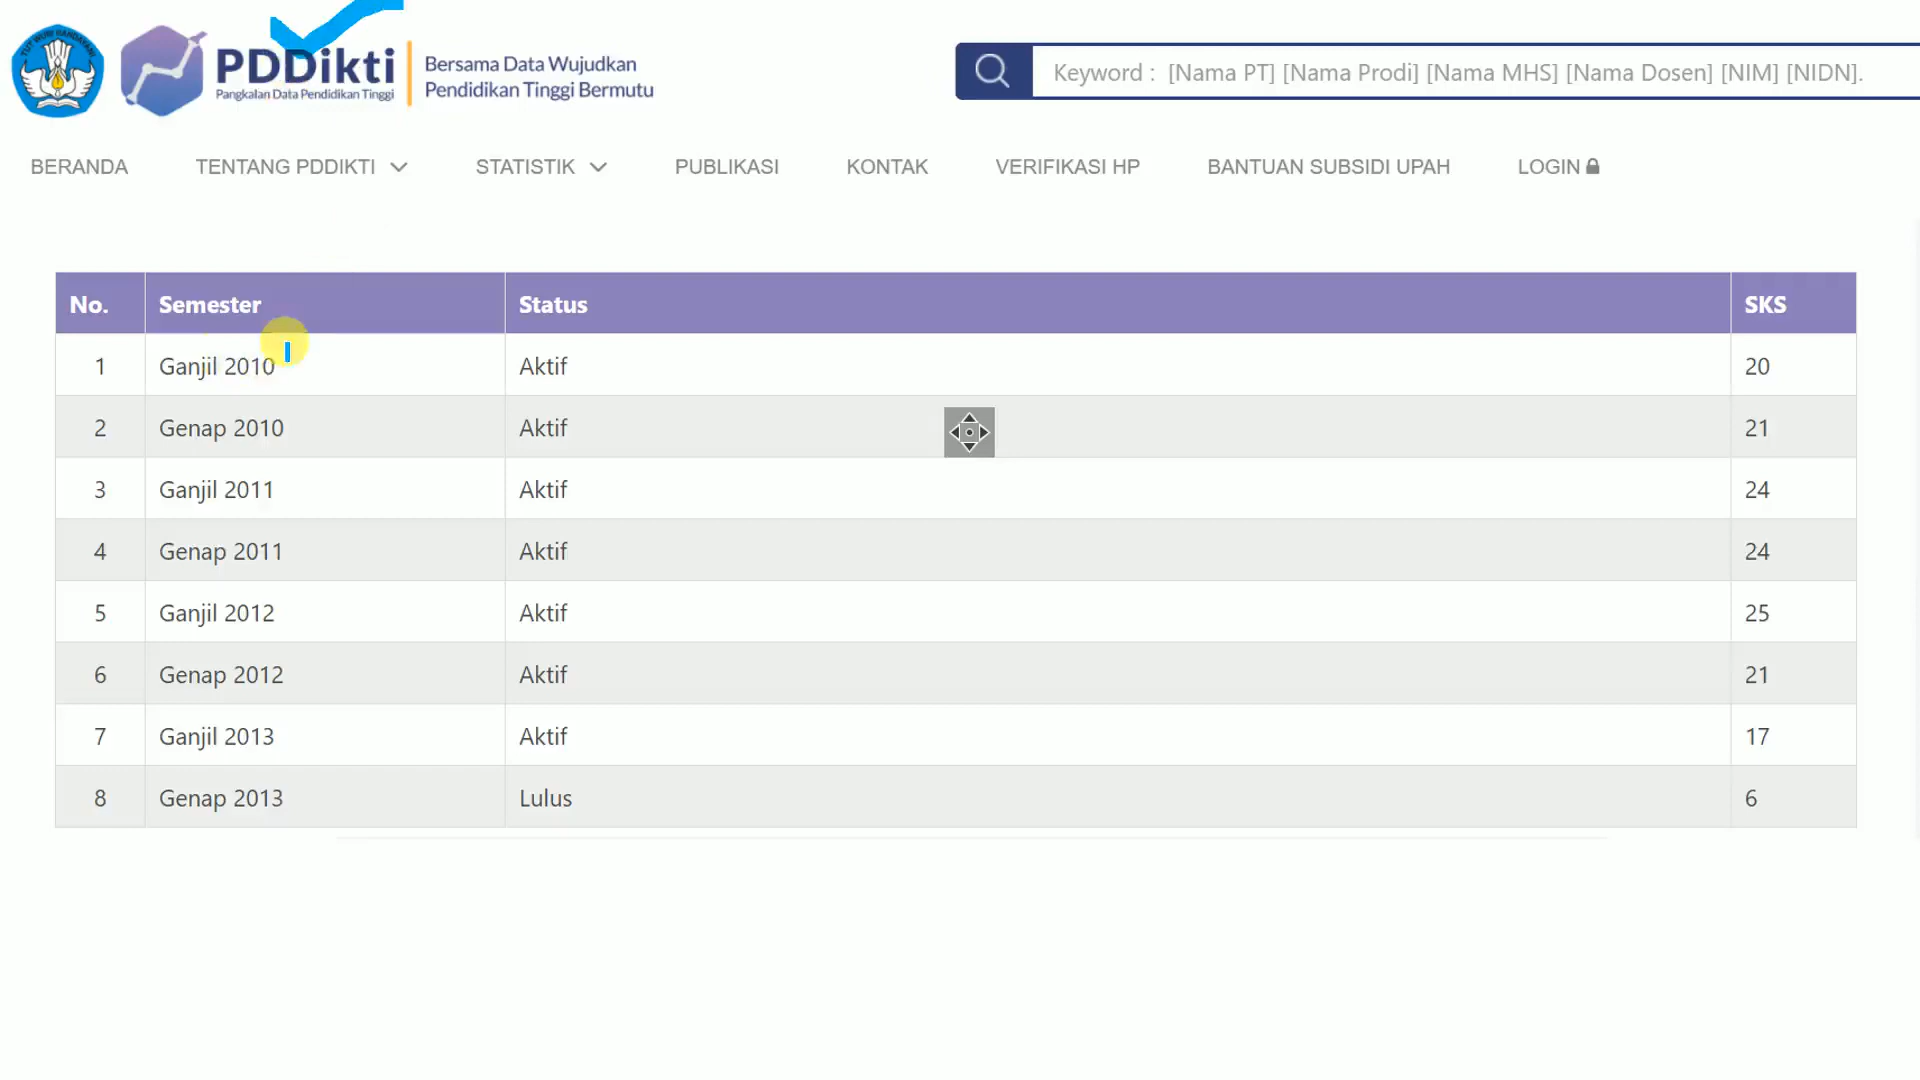 TUT WURI HANDAYANI
PDDikti
Pangkalan Data Pendidikan Tinggi
Bersama Data Wujudkan
Pendidikan Tinggi Bermutu
Keyword : [Nama PT] [Nama Prodi] [Nama MHS] [Nama Dosen] [NIM] [NIDN].
BERANDA TENTANG PDDIKTI STATISTIK PUBLIKASI KONTAK VERIFIKASI HP BANTUAN SUBSIDI UPAH LOGIN
No. Semester Status SKS
1 Ganjil 2010 Aktif 20
2 Genap 2010 Aktif 21
3 Ganjil 2011 Aktif 24
4 Genap 2011 Aktif 24
5 Ganjil 2012 Aktif 25
6 Genap 2012 Aktif 21
7 Ganjil 2013 Aktif 17
8 Genap 2013 Lulus 6